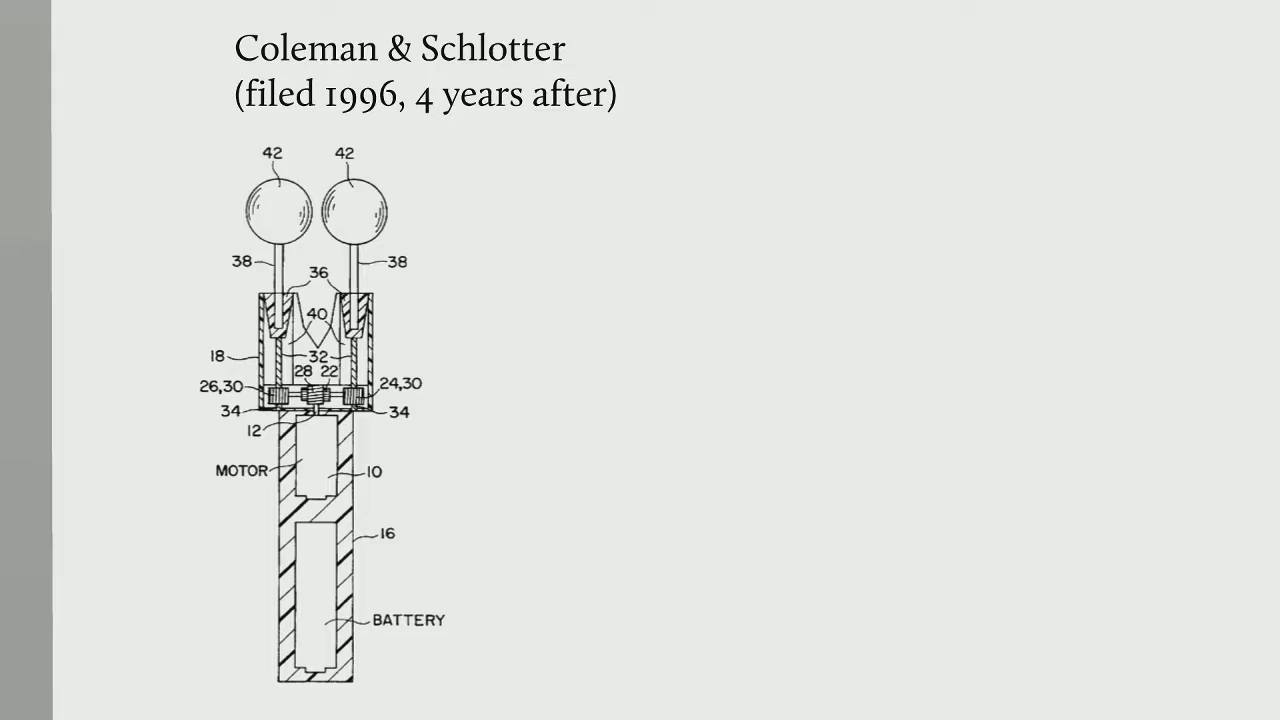 Coleman & Schlotter
(filed 1996, 4 years after)
42 42
38 38
36
40
18 32
28 22
26,30 24,30
34 34
12
MOTOR 10
16
BATTERY